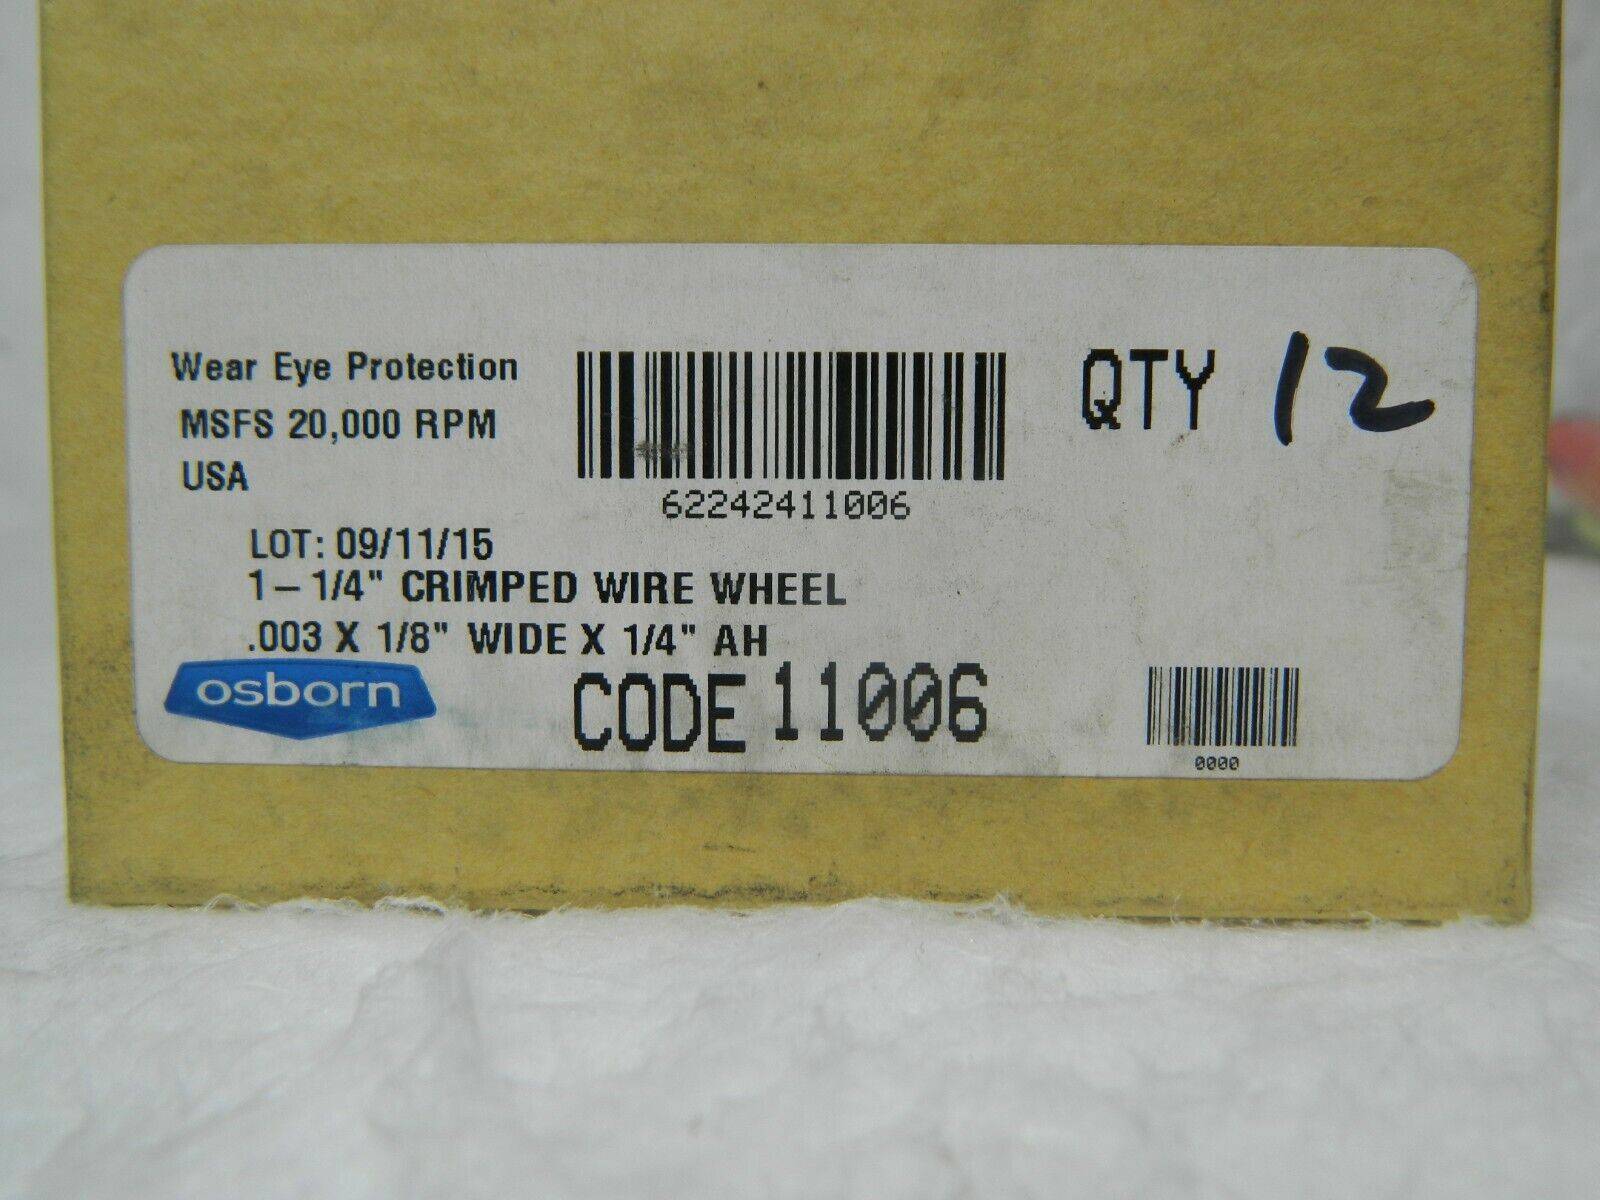 Wear Eye Protection
MSFS 20,000 RPM
USA
62242411006
QTY 12
LOT: 09/11/15
1-1/4" CRIMPED WIRE WHEEL
.003 X 1/8" WIDE X 1/4" AH
osborn
CODE 11006
0000